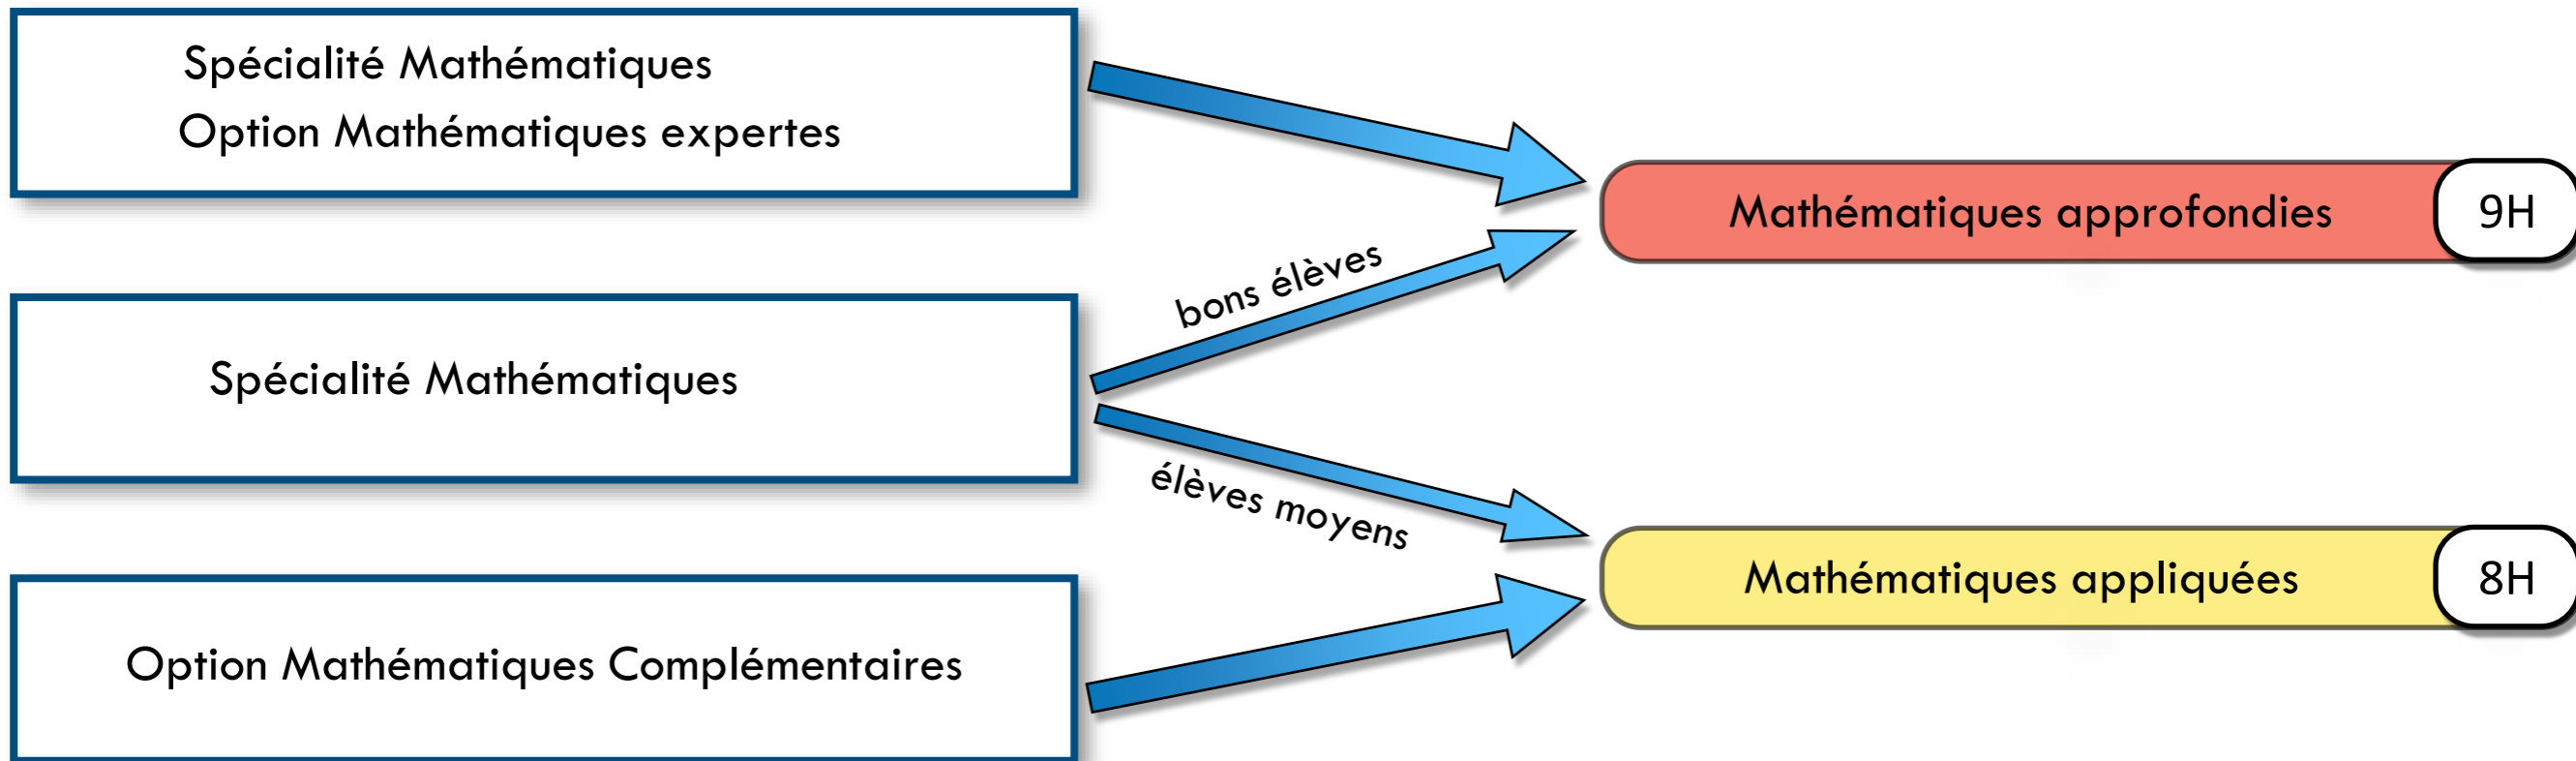 Spécialité Mathématiques
Option Mathématiques expertes
Mathématiques approfondies
9H
bons élèves
Spécialité Mathématiques
élèves moyens
Mathématiques appliquées
8H
Option Mathématiques Complémentaires